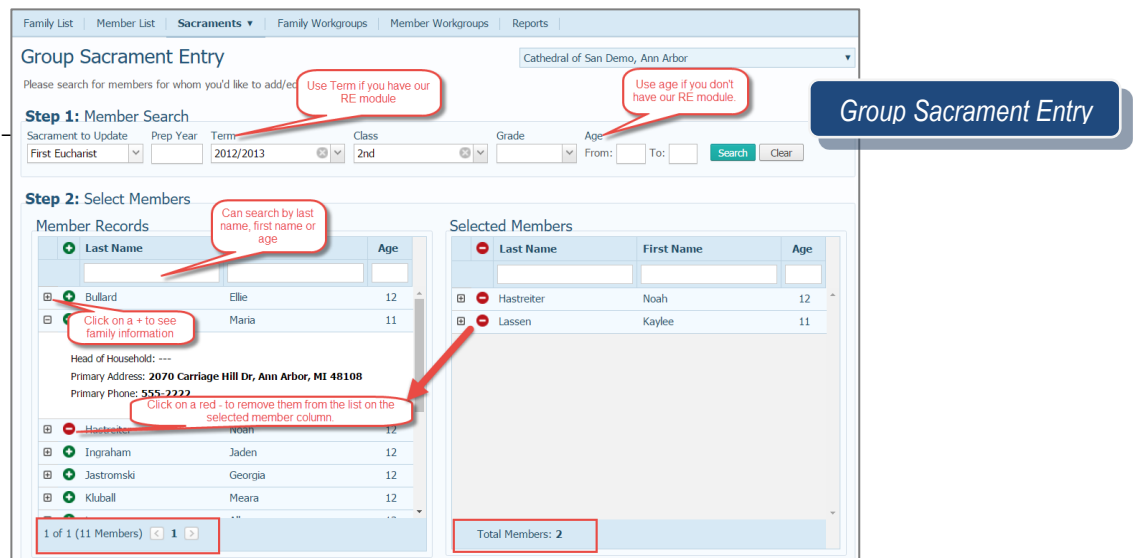 Family List Member List Sacraments ▼ Family Workgroups Member Workgroups Reports
Group Sacrament Entry
Cathedral of San Demo, Ann Arbor
Please search for members for whom you'd like to add/ec
Use Term if you have our
RE module
Use age if you don't
have our RE module.
Group Sacrament Entry
Step 1: Member Search
Sacrament to Update Prep Year Term Class Grade Age
First Eucharist 2012/2013 2nd From: To: Search Clear
Step 2: Select Members
Can search by last
name, first name or
age
Member Records Selected Members
Last Name Age
Last Name First Name Age
Bullard Ellie 12
Hastreiter Noah 12
Click on a + to see
family information
Maria 11
Lassen Kaylee 11
Head of Household: ---
Primary Address: 2070 Carriage Hill Dr, Ann Arbor, MI 48108
Primary Phone: 555-2222
Click on a red - to remove them from the list on the
selected member column.
Hastreiter Noah 12
Ingraham Jaden 12
Jastromski Georgia 12
Kluball Meara 12
1 of 1 (11 Members) < 1 >
Total Members: 2